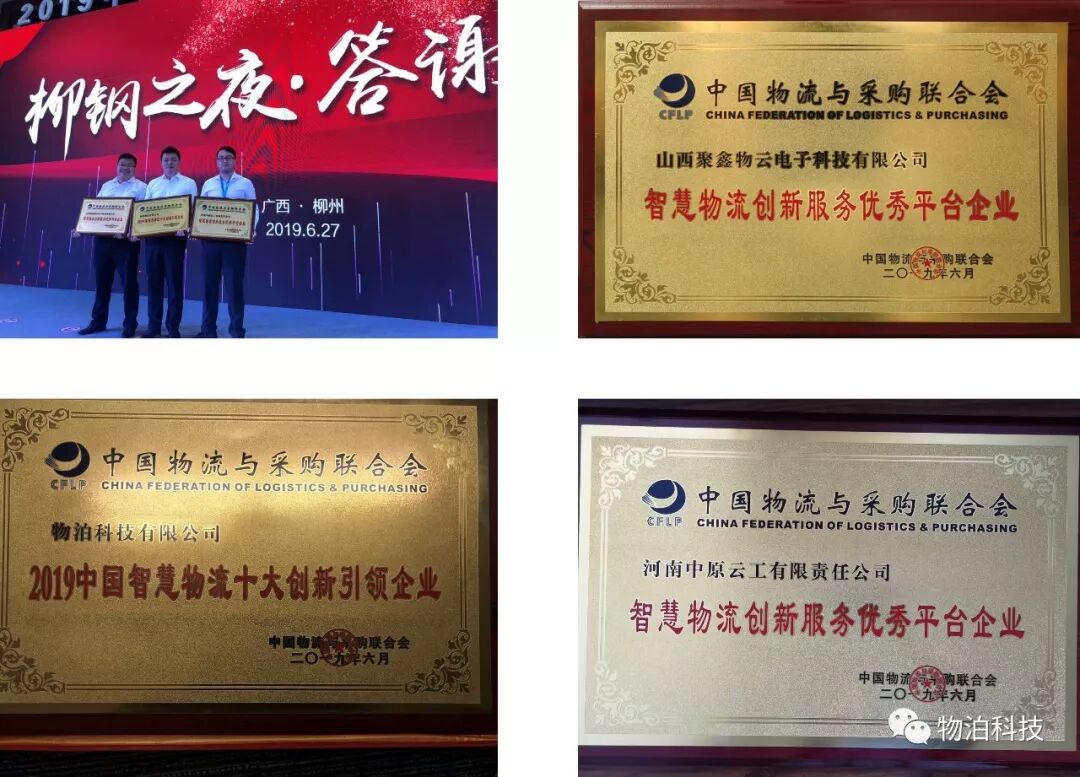 2019
柳钢之夜·答谢
广西·柳州
2019.6.27
CFLP
中国物流与采购联合会
CHINA FEDERATION OF LOGISTICS & PURCHASING
山西聚鑫物云电子科技有限公司
智慧物流创新服务优秀平台企业
中国物流与采购联合会
二〇一九年六月
CFLP
中国物流与采购联合会
CHINA FEDERATION OF LOGISTICS & PURCHASING
物泊科技有限公司
2019中国智慧物流十大创新引领企业
中国物流与采购联合会
二〇一九年六月
CFLP
中国物流与采购联合会
CHINA FEDERATION OF LOGISTICS & PURCHASING
河南中原云工有限责任公司
智慧物流创新服务优秀平台企业
中国物流与采购联合会
二〇一九年六月
物泊科技